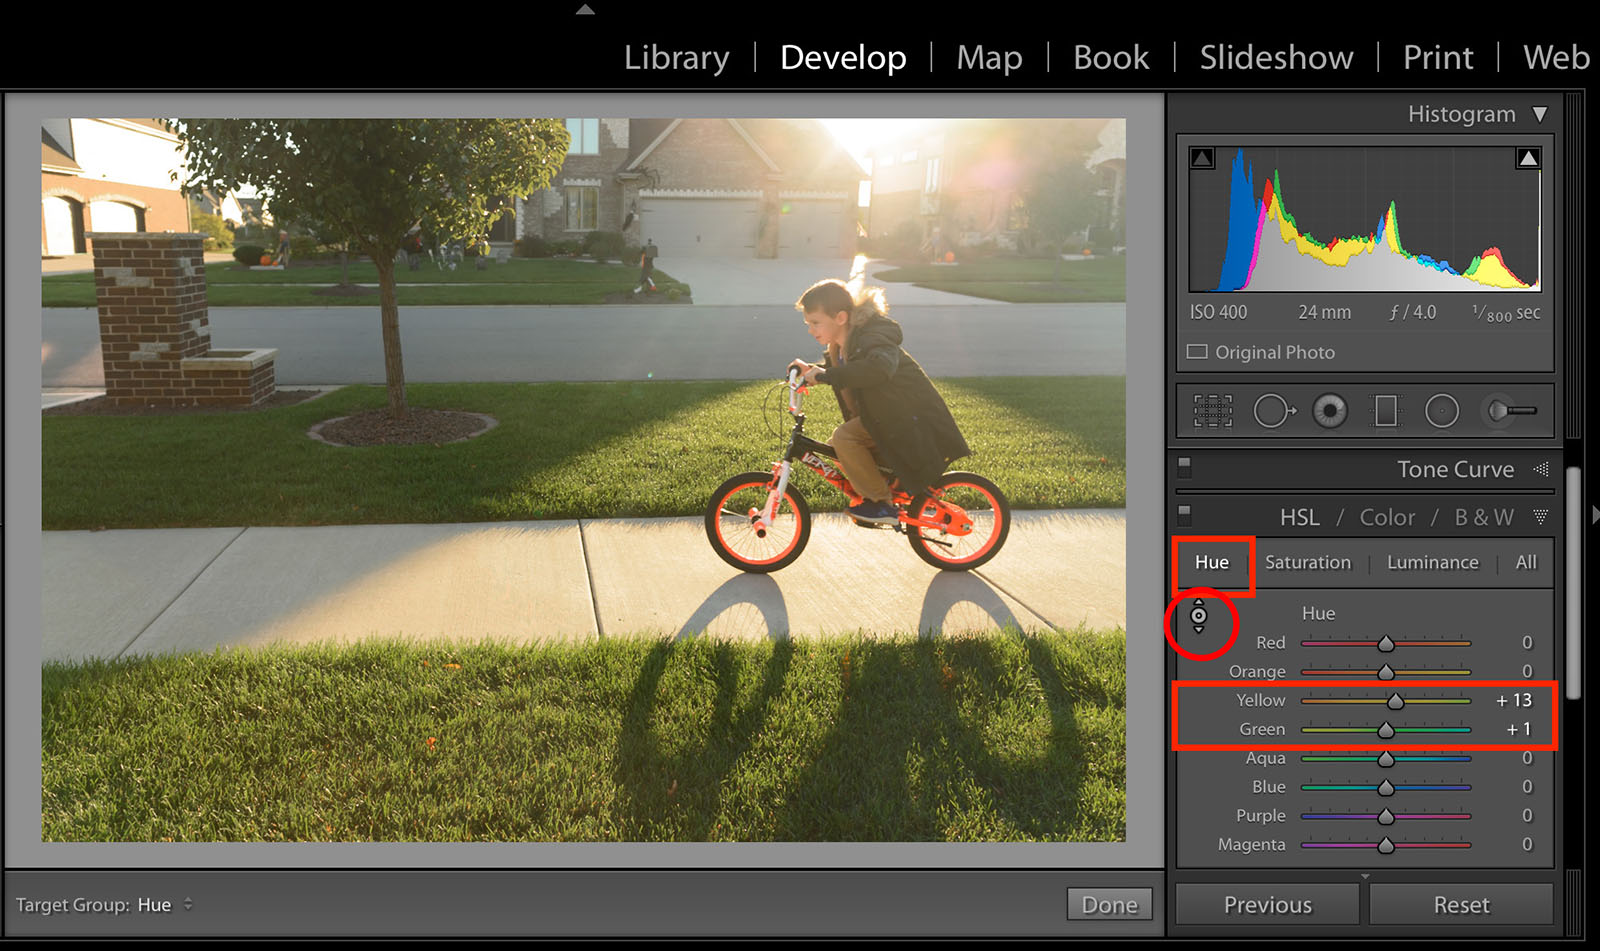 Library | Develop | Map | Book | Slideshow | Print | Web
Histogram
ISO 400 24 mm ƒ / 4.0 1/800 sec
Original Photo
Tone Curve
HSL / Color / B & W
Hue Saturation | Luminance | All
Hue
Red 0
Orange 0
Yellow + 13
Green + 1
Aqua 0
Blue 0
Purple 0
Magenta 0
Previous Reset
Target Group: Hue
Done